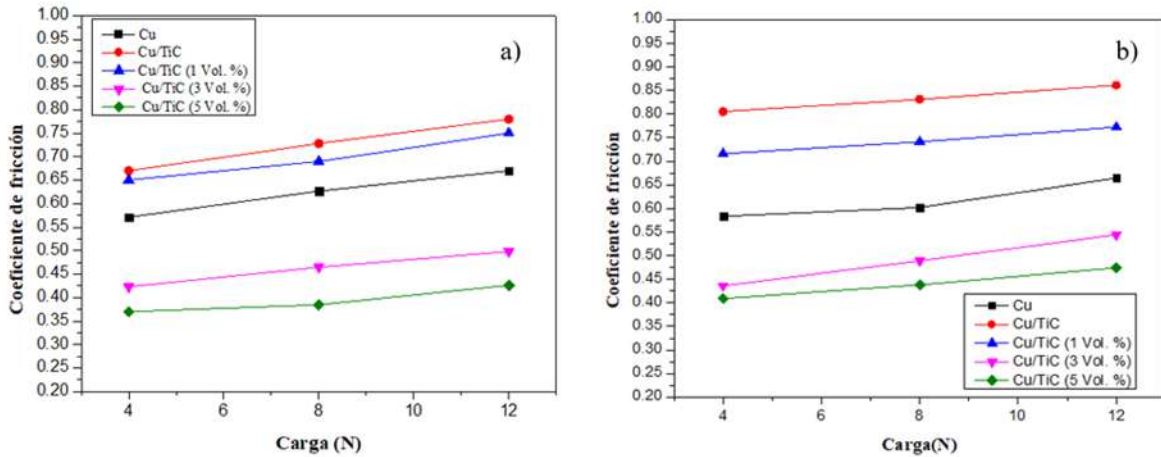 1.00
0.95
0.90
0.85
0.80
0.75
0.70
0.65
0.60
0.55
0.50
0.45
0.40
0.35
0.30
0.25
0.20
Coeficiente de fricción
Cu
Cu/TiC
Cu/TiC (1 Vol. %)
Cu/TiC (3 Vol. %)
Cu/TiC (5 Vol. %)
a)
4 6 8 10 12
Carga (N)
1.00
0.95
0.90
0.85
0.80
0.75
0.70
0.65
0.60
0.55
0.50
0.45
0.40
0.35
0.30
0.25
0.20
Coeficiente de fricción
b)
Cu
Cu/TiC
Cu/TiC (1 Vol. %)
Cu/TiC (3 Vol. %)
Cu/TiC (5 Vol. %)
4 6 8 10 12
Carga(N)